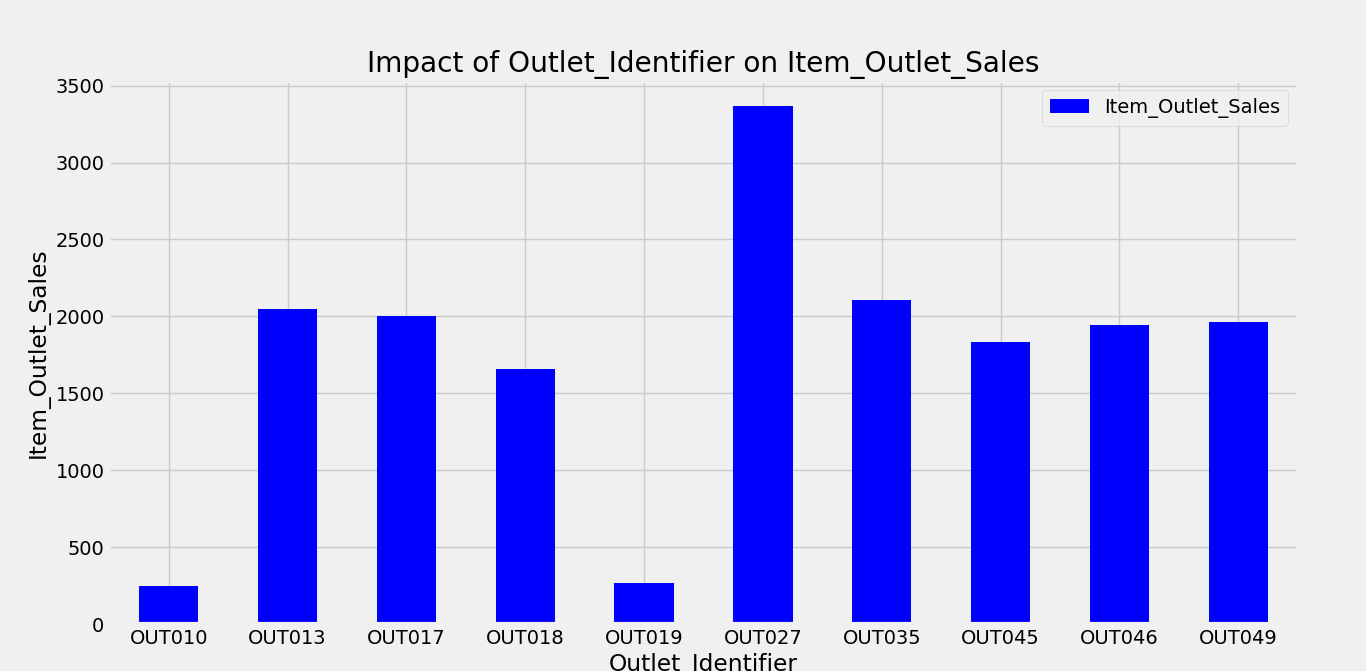 Impact of Outlet_Identifier on Item_Outlet_Sales
Item_Outlet_Sales
Item_Outlet_Sales
3500
3000
2500
2000
1500
1000
500
0
OUT010 OUT013 OUT017 OUT018 OUT019 OUT027 OUT035 OUT045 OUT046 OUT049
Outlet_Identifier